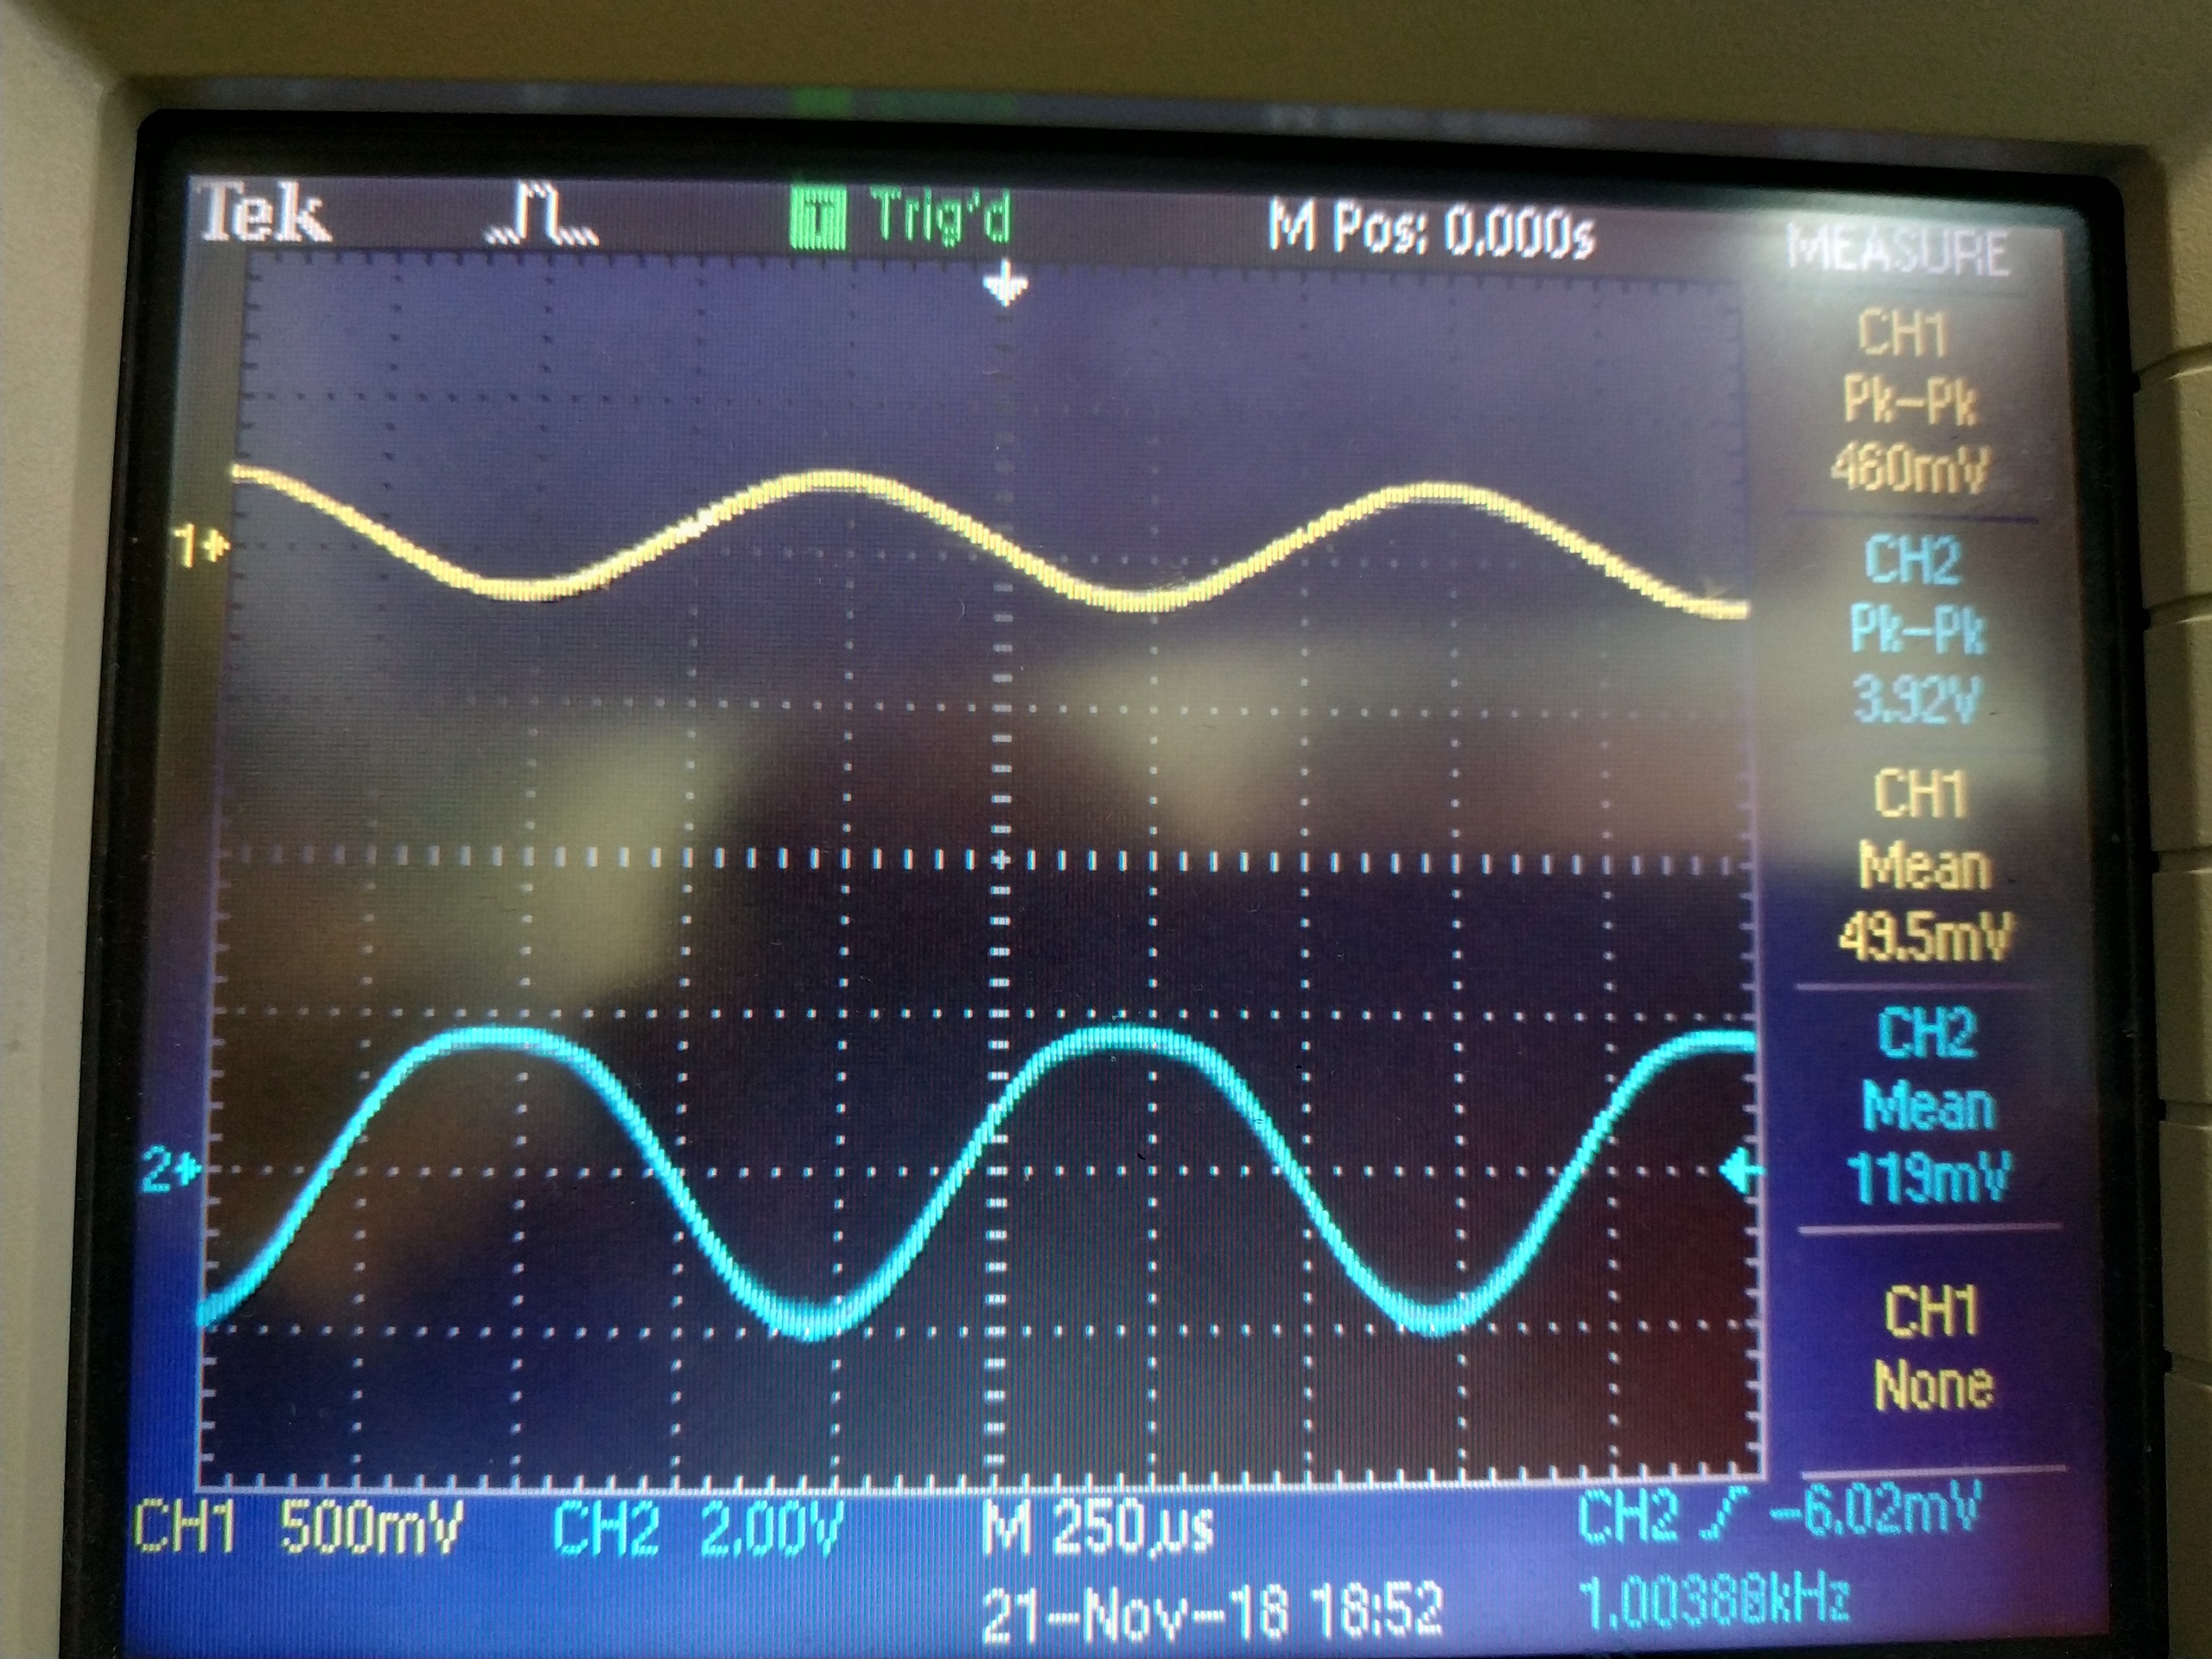 Tek T Trig'd M Pos: 0.000s MEASURE
CH1
Pk-Pk
460mV
1
CH2
Pk-Pk
3.92V
CH1
Mean
49.5mV
CH2
Mean
119mV
2
CH1
None
CH1 500mV CH2 2.00V M 250µs CH2 -6.02mV
21-Nov-18 18:52